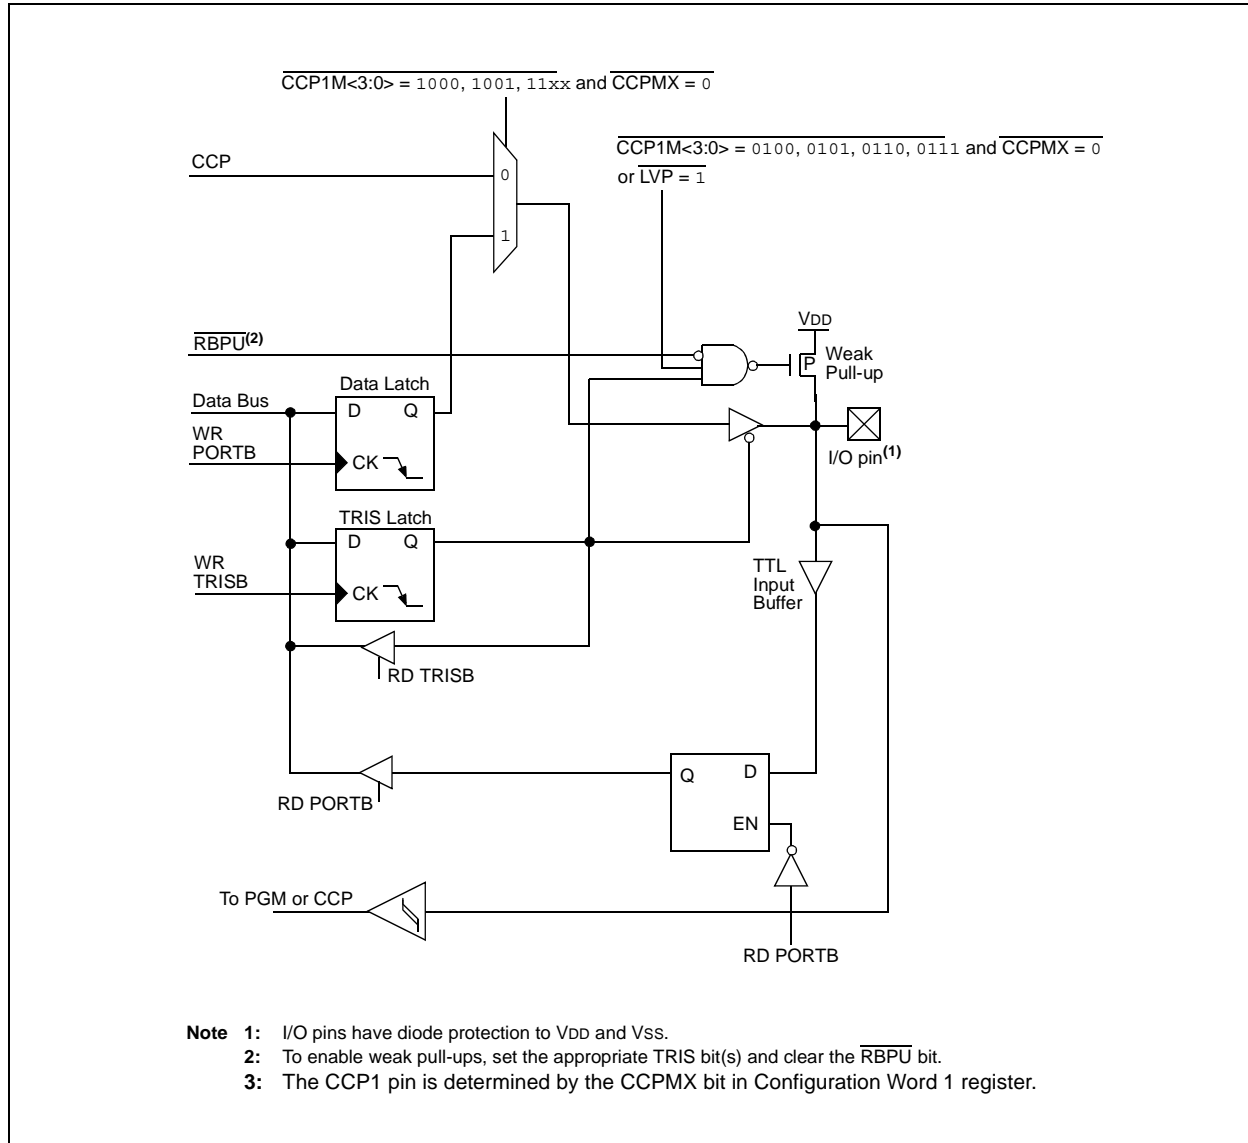 CCP1M<3:0> = 1000, 1001, 11xx and CCPMX = 0
CCP1M<3:0> = 0100, 0101, 0110, 0111 and CCPMX = 0
or LVP = 1
CCP
0
1
RBPU(2)
VDD
P
Weak
Pull-up
Data Bus
Data Latch
D Q
WR
PORTB
CK
I/O pin(1)
TRIS Latch
D Q
WR
TRISB
CK
TTL
Input
Buffer
RD TRISB
Q D
RD PORTB
EN
To PGM or CCP
RD PORTB
Note 1: I/O pins have diode protection to VDD and VSS.
2: To enable weak pull-ups, set the appropriate TRIS bit(s) and clear the RBPU bit.
3: The CCP1 pin is determined by the CCPMX bit in Configuration Word 1 register.